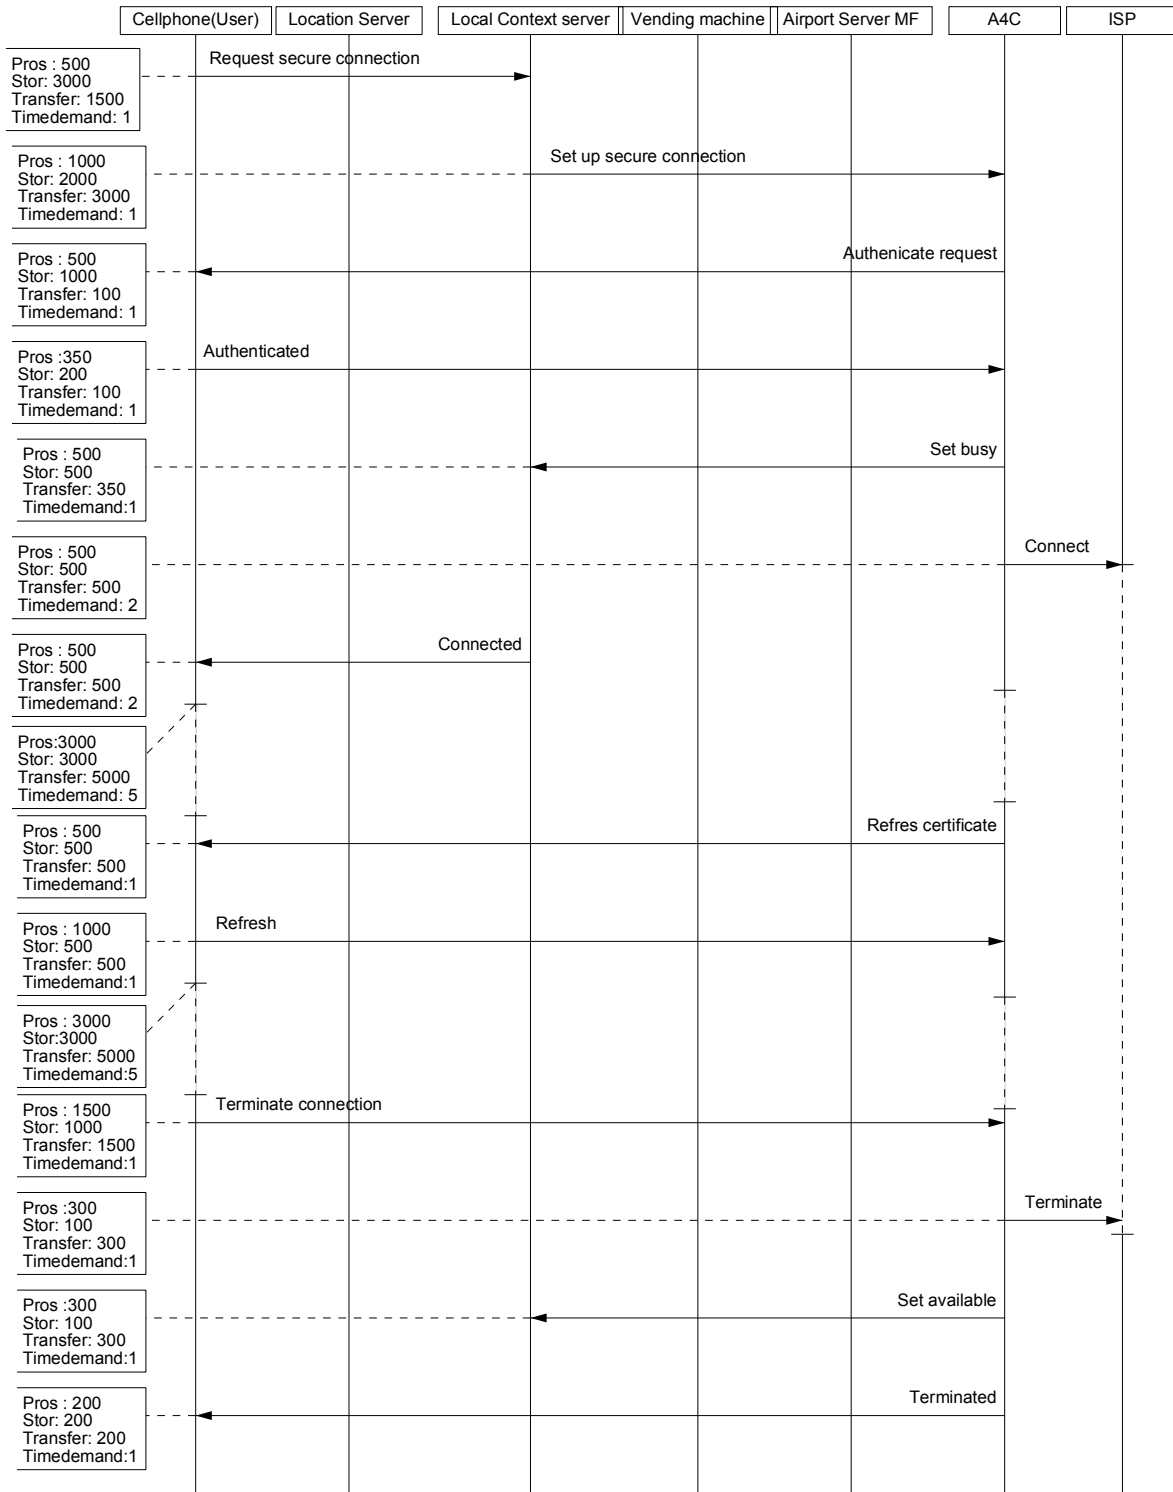 Cellphone(User)
Location Server
Local Context server
Vending machine
Airport Server MF
A4C
ISP
Pros : 500
Stor: 3000
Transfer: 1500
Timedemand: 1
Request secure connection
Pros : 1000
Stor: 2000
Transfer: 3000
Timedemand: 1
Set up secure connection
Pros : 500
Stor: 1000
Transfer: 100
Timedemand: 1
Authenicate request
Pros :350
Stor: 200
Transfer: 100
Timedemand: 1
Authenticated
Pros : 500
Stor: 500
Transfer: 350
Timedemand:1
Set busy
Pros : 500
Stor: 500
Transfer: 500
Timedemand: 2
Connect
Pros : 500
Stor: 500
Transfer: 500
Timedemand: 2
Connected
Pros:3000
Stor: 3000
Transfer: 5000
Timedemand: 5
Pros : 500
Stor: 500
Transfer: 500
Timedemand:1
Refres certificate
Pros : 1000
Stor: 500
Transfer: 500
Timedemand:1
Refresh
Pros : 3000
Stor:3000
Transfer: 5000
Timedemand:5
Pros : 1500
Stor: 1000
Transfer: 1500
Timedemand:1
Terminate connection
Pros :300
Stor: 100
Transfer: 300
Timedemand:1
Terminate
Pros :300
Stor: 100
Transfer: 300
Timedemand:1
Set available
Pros : 200
Stor: 200
Transfer: 200
Timedemand:1
Terminated